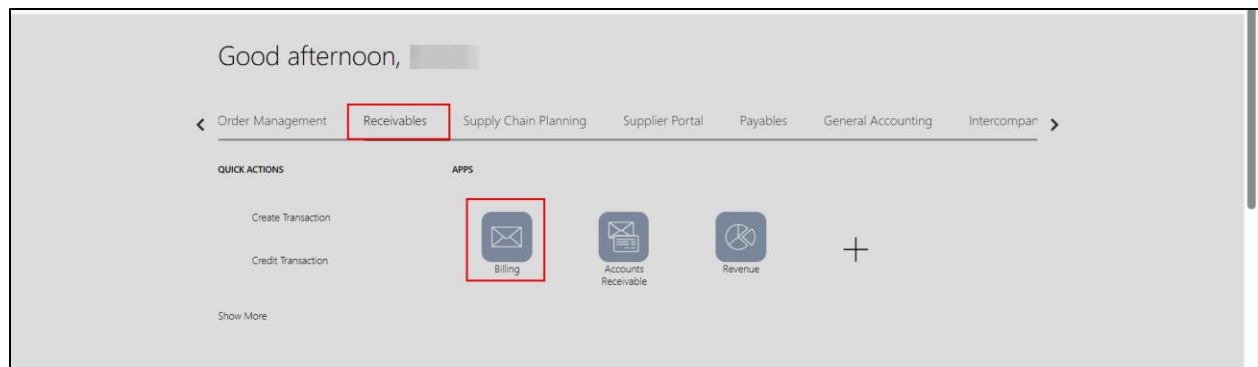 Good afternoon,
Order Management Receivables Supply Chain Planning Supplier Portal Payables General Accounting Intercompan
QUICK ACTIONS APPS
Create Transaction
Credit Transaction
Billing Accounts Receivable Revenue
Show More